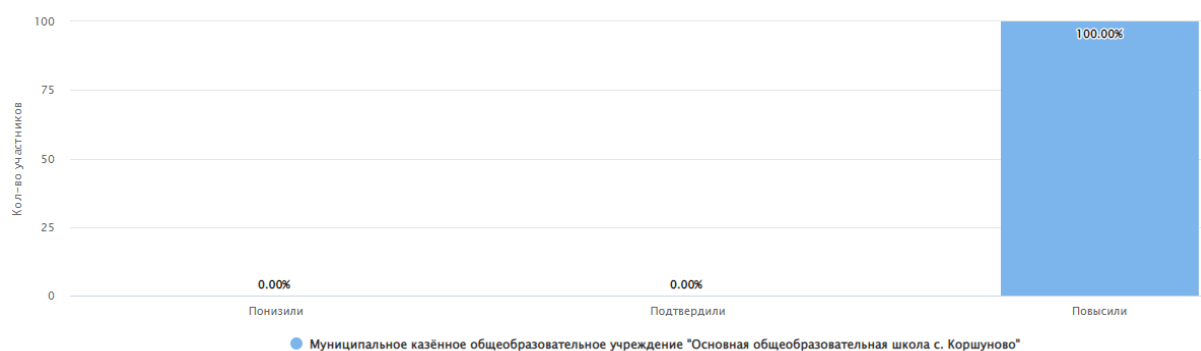 100
100.00%
75
Кол-во участников
50
25
0.00%
0.00%
0
Понизили
Подтвердили
Повысили
Муниципальное казённое общеобразовательное учреждение "Основная общеобразовательная школа с. Коршуново"